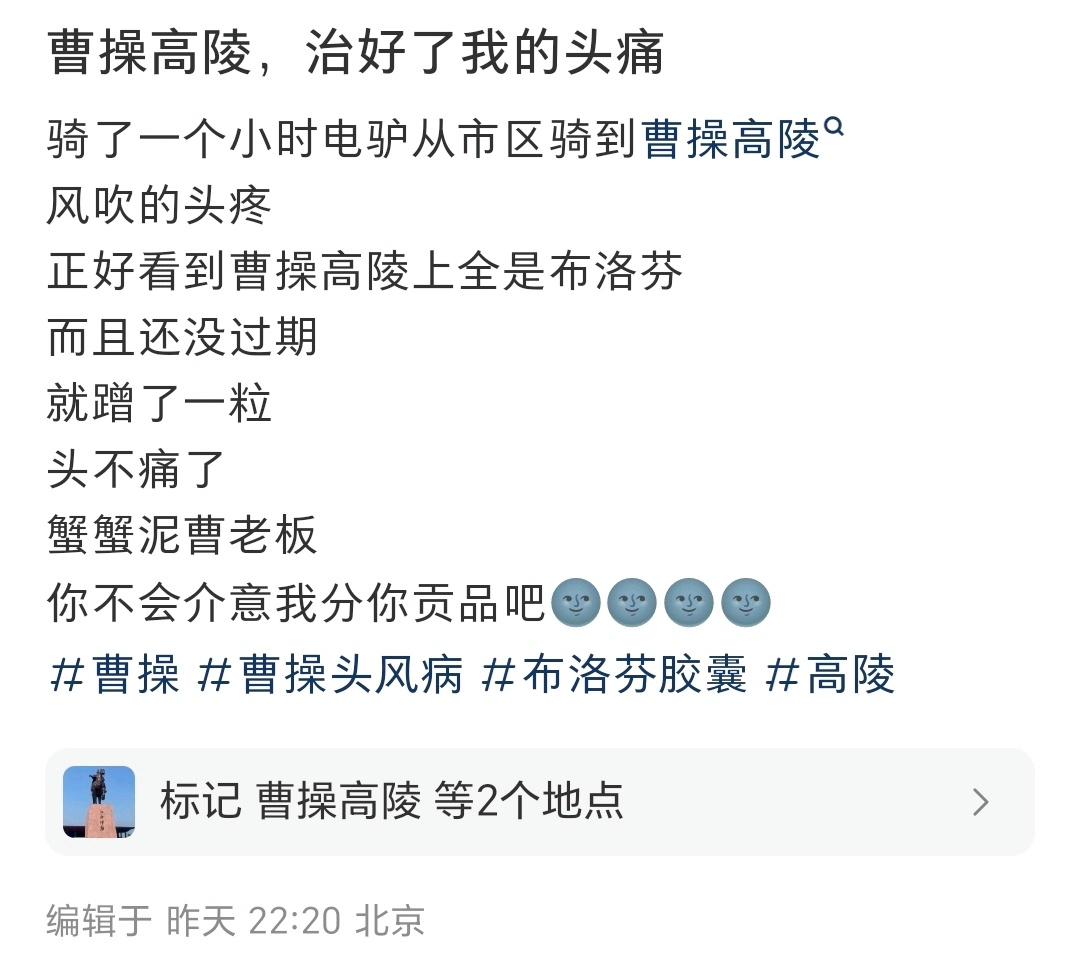 曹操高陵，治好了我的头痛
骑了一个小时电驴从市区骑到曹操高陵
风吹的头疼
正好看到曹操高陵上全是布洛芬
而且还没过期
就蹭了一粒
头不痛了
蟹蟹泥曹老板
你不会介意我分你贡品吧🌚🌚🌚🌚
#曹操 #曹操头风病 #布洛芬胶囊 #高陵
标记 曹操高陵 等2个地点
编辑于 昨天 22:20 北京